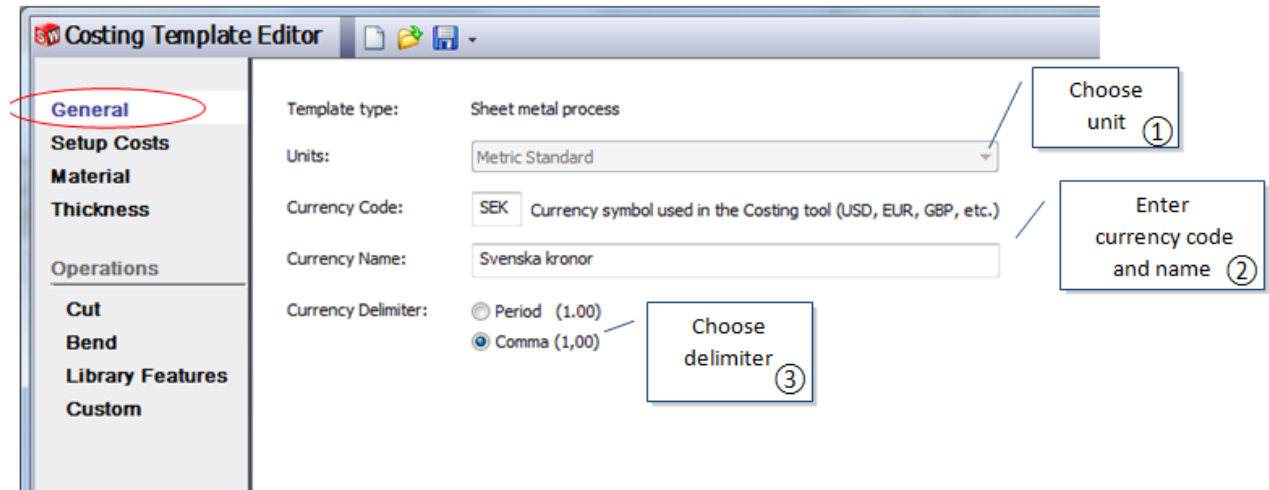 SW Costing Template Editor
General
Setup Costs
Material
Thickness
Operations
Cut
Bend
Library Features
Custom
Template type: Sheet metal process
Units: Metric Standard
Currency Code: SEK Currency symbol used in the Costing tool (USD, EUR, GBP, etc.)
Currency Name: Svenska kronor
Currency Delimiter: Period (1.00)
Comma (1,00)
Choose
unit ①
Enter
currency code
and name ②
Choose
delimiter
③